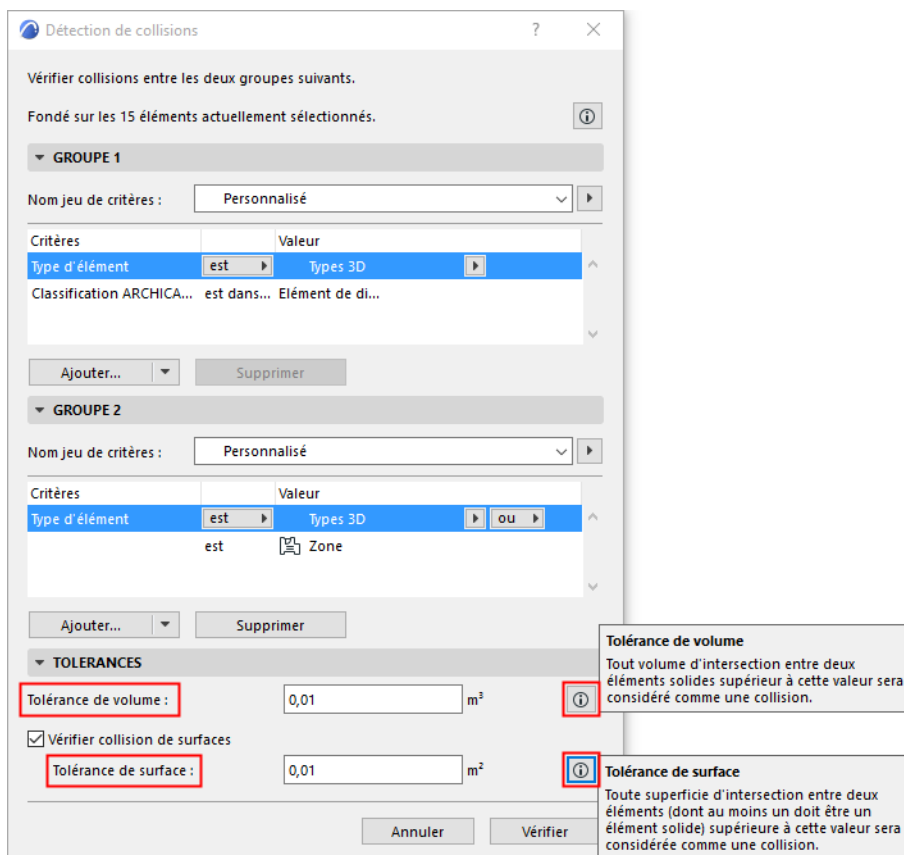 Détection de collisions
?
Vérifier collisions entre les deux groupes suivants.
Fondé sur les 15 éléments actuellement sélectionnés.
GROUPE 1
Nom jeu de critères : Personnalisé
Critères Valeur
Type d'élément est Types 3D
Classification ARCHICA... est dans... Elément de di...
Ajouter... Supprimer
GROUPE 2
Nom jeu de critères : Personnalisé
Critères Valeur
Type d'élément est Types 3D ou
est Zone
Ajouter... Supprimer
TOLERANCES
Tolérance de volume : 0,01 m³
Tolérance de volume
Tout volume d'intersection entre deux
éléments solides supérieur à cette valeur sera
considéré comme une collision.
Vérifier collision de surfaces
Tolérance de surface : 0,01 m²
Tolérance de surface
Toute superficie d'intersection entre deux
éléments (dont au moins un doit être un
élément solide) supérieure à cette valeur sera
considérée comme une collision.
Annuler Vérifier